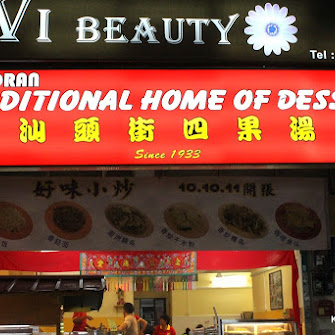 VI BEAUTY
Tel :
ORAN
DITIONAL HOME OF DESS
汕頭街四果湯
Since 1933
好味小炒 10.10.11 開張